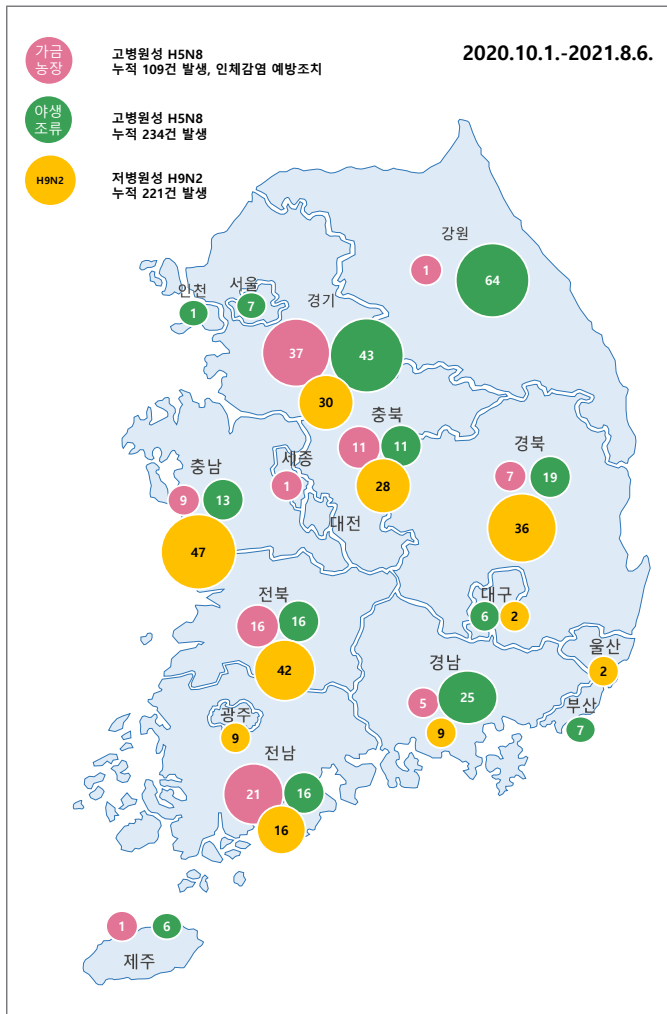 가금
농장
고병원성 H5N8
누적 109건 발생, 인체감염 예방조치
2020.10.1.-2021.8.6.
야생
조류
고병원성 H5N8
누적 234건 발생
H9N2
저병원성 H9N2
누적 221건 발생
강원
1
64
인천
1
서울
7
경기
37
43
30
충북
11
11
28
경북
7
19
36
충남
9
13
47
세종
1
대전
대구
6
2
전북
16
16
42
울산
2
경남
5
25
9
부산
7
광주
9
전남
21
16
16
1
6
제주